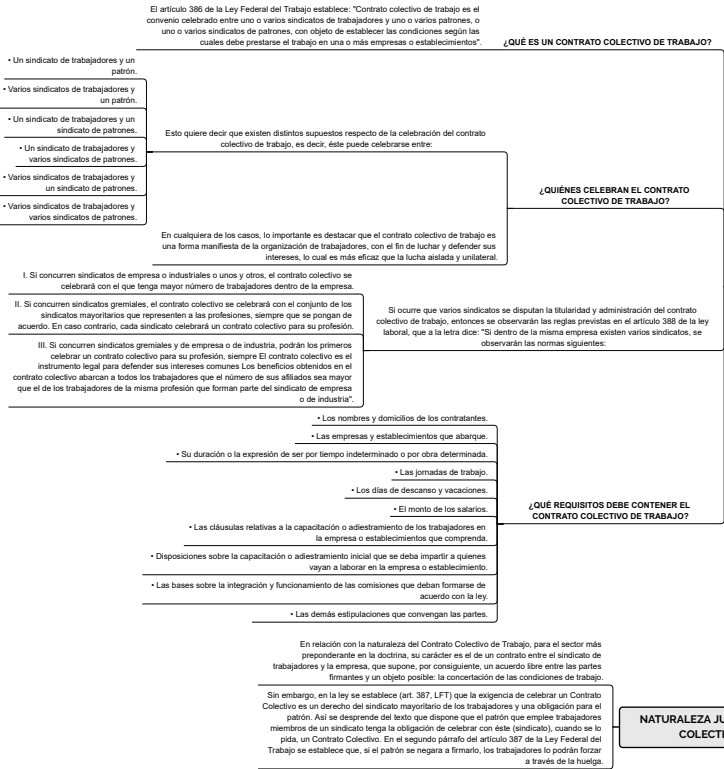 El artículo 386 de la Ley Federal del Trabajo establece: "Contrato colectivo de trabajo es el
convenio celebrado entre uno o varios sindicatos de trabajadores y uno o varios patrones, o
uno o varios sindicatos de patrones, con objeto de establecer las condiciones según las
cuales debe prestarse el trabajo en una o más empresas o establecimientos".
¿QUÉ ES UN CONTRATO COLECTIVO DE TRABAJO?
• Un sindicato de trabajadores y un
patrón.
• Varios sindicatos de trabajadores y
un patrón.
• Un sindicato de trabajadores y un
sindicato de patrones.
• Un sindicato de trabajadores y
varios sindicatos de patrones.
• Varios sindicatos de trabajadores y
un sindicato de patrones.
• Varios sindicatos de trabajadores y
varios sindicatos de patrones.
Esto quiere decir que existen distintos supuestos respecto de la celebración del contrato
colectivo de trabajo, es decir, éste puede celebrarse entre:
¿QUIÉNES CELEBRAN EL CONTRATO
COLECTIVO DE TRABAJO?
En cualquiera de los casos, lo importante es destacar que el contrato colectivo de trabajo es
una forma manifiesta de la organización de trabajadores, con el fin de luchar y defender sus
intereses, lo cual es más eficaz que la lucha aislada y unilateral.
I. Si concurren sindicatos de empresa o industriales o unos y otros, el contrato colectivo se
celebrará con el que tenga mayor número de trabajadores dentro de la empresa.
II. Si concurren sindicatos gremiales, el contrato colectivo se celebrará con el conjunto de los
sindicatos mayoritarios que representen a las profesiones, siempre que se pongan de
acuerdo. En caso contrario, cada sindicato celebrará un contrato colectivo para su profesión.
III. Si concurren sindicatos gremiales y de empresa o de industria, podrán los primeros
celebrar un contrato colectivo para su profesión, siempre El contrato colectivo es el
instrumento legal para defender sus intereses comunes Los beneficios obtenidos en el
contrato colectivo abarcan a todos los trabajadores que el número de sus afiliados sea mayor
que el de los trabajadores de la misma profesión que forman parte del sindicato de empresa
o de industria".
Si ocurre que varios sindicatos se disputan la titularidad y administración del contrato
colectivo de trabajo, entonces se observarán las reglas previstas en el artículo 388 de la ley
laboral, que a la letra dice: "Si dentro de la misma empresa existen varios sindicatos, se
observarán las normas siguientes:
• Los nombres y domicilios de los contratantes.
• Las empresas y establecimientos que abarque.
• Su duración o la expresión de ser por tiempo indeterminado o por obra determinada.
• Las jornadas de trabajo.
• Los días de descanso y vacaciones.
• El monto de los salarios.
• Las cláusulas relativas a la capacitación o adiestramiento de los trabajadores en
la empresa o establecimientos que comprenda.
• Disposiciones sobre la capacitación o adiestramiento inicial que se deba impartir a quienes
vayan a laborar en la empresa o establecimiento.
• Las bases sobre la integración y funcionamiento de las comisiones que deban formarse de
acuerdo con la ley.
• Las demás estipulaciones que convengan las partes.
¿QUÉ REQUISITOS DEBE CONTENER EL
CONTRATO COLECTIVO DE TRABAJO?
En relación con la naturaleza del Contrato Colectivo de Trabajo, para el sector más
preponderante en la doctrina, su carácter es el de un contrato entre el sindicato de
trabajadores y la empresa, que supone, por consiguiente, un acuerdo libre entre las partes
firmantes y un objeto posible: la concertación de las condiciones de trabajo.
Sin embargo, en la ley se establece (art. 387, LFT) que la exigencia de celebrar un Contrato
Colectivo es un derecho del sindicato mayoritario de los trabajadores y una obligación para el
patrón. Así se desprende del texto que dispone que el patrón que emplee trabajadores
miembros de un sindicato tenga la obligación de celebrar con éste (sindicato), cuando se lo
pida, un Contrato Colectivo. En el segundo párrafo del artículo 387 de la Ley Federal del
Trabajo se establece que, si el patrón se negara a firmarlo, los trabajadores lo podrán forzar
a través de la huelga.
NATURALEZA JU
COLECTI